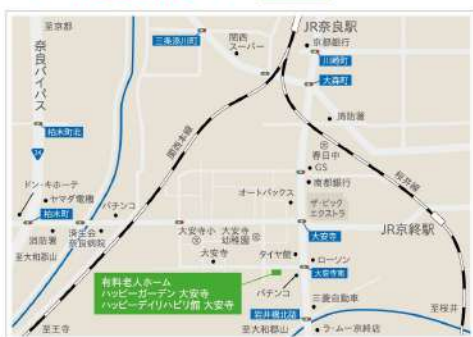 至京都
三条添川町
関西
スーパー
JR奈良駅
京都銀行
川崎町
大森町
消防署
奈良バイパス
柏木町北
24
関西本線
桜井線
春日中
GS
南都銀行
ドン・キホーテ
ヤマダ電機
パチンコ
オートバックス
ザ・ビッグ
エクストラ
柏木町
JR京終駅
大安寺小
大安寺
幼稚園
大安寺
消防署
済生会
奈良病院
至大和郡山
大安寺
タイヤ館
ローソン
大安寺南
有料老人ホーム
ハッピーガーデン 大安寺
ハッピーデイリハビリ館 大安寺
パチンコ
三菱自動車
岩井橋北詰
至王寺
至大和郡山
ラ・ムー京終店
至桜井